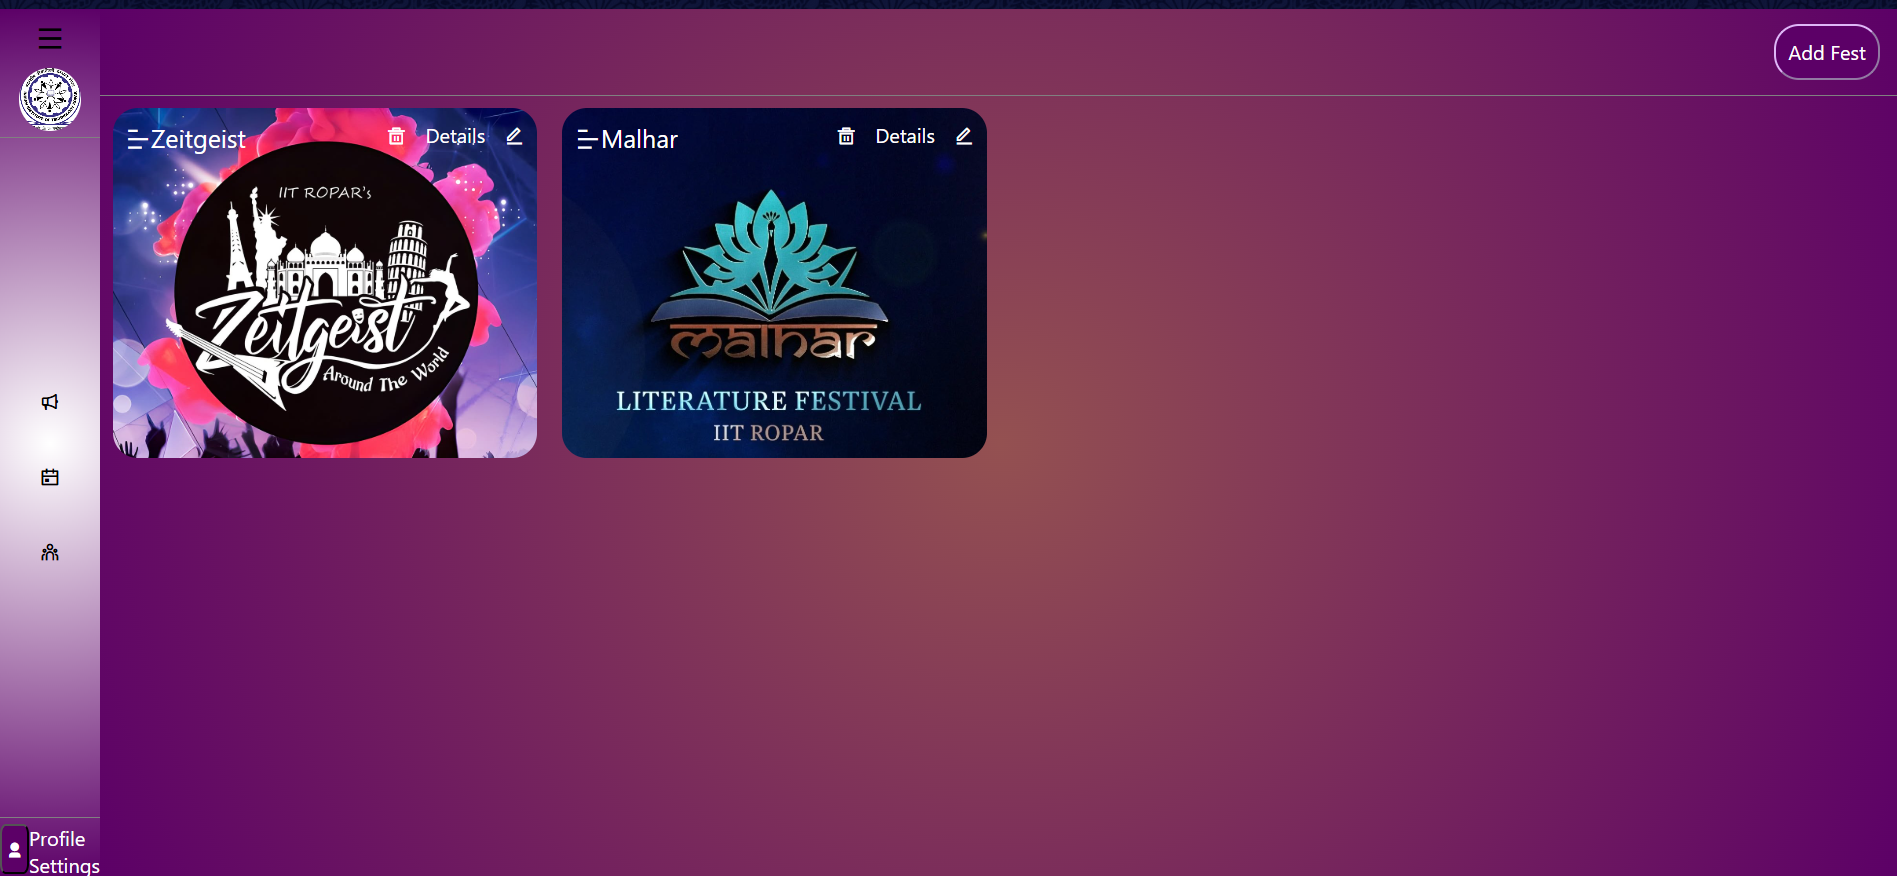 Add Fest
Zeitgeist
Details
IIT ROPAR's
Zeitgeist
Around The World
Malhar
Details
malhar
LITERATURE FESTIVAL
IIT ROPAR
Profile
Settings